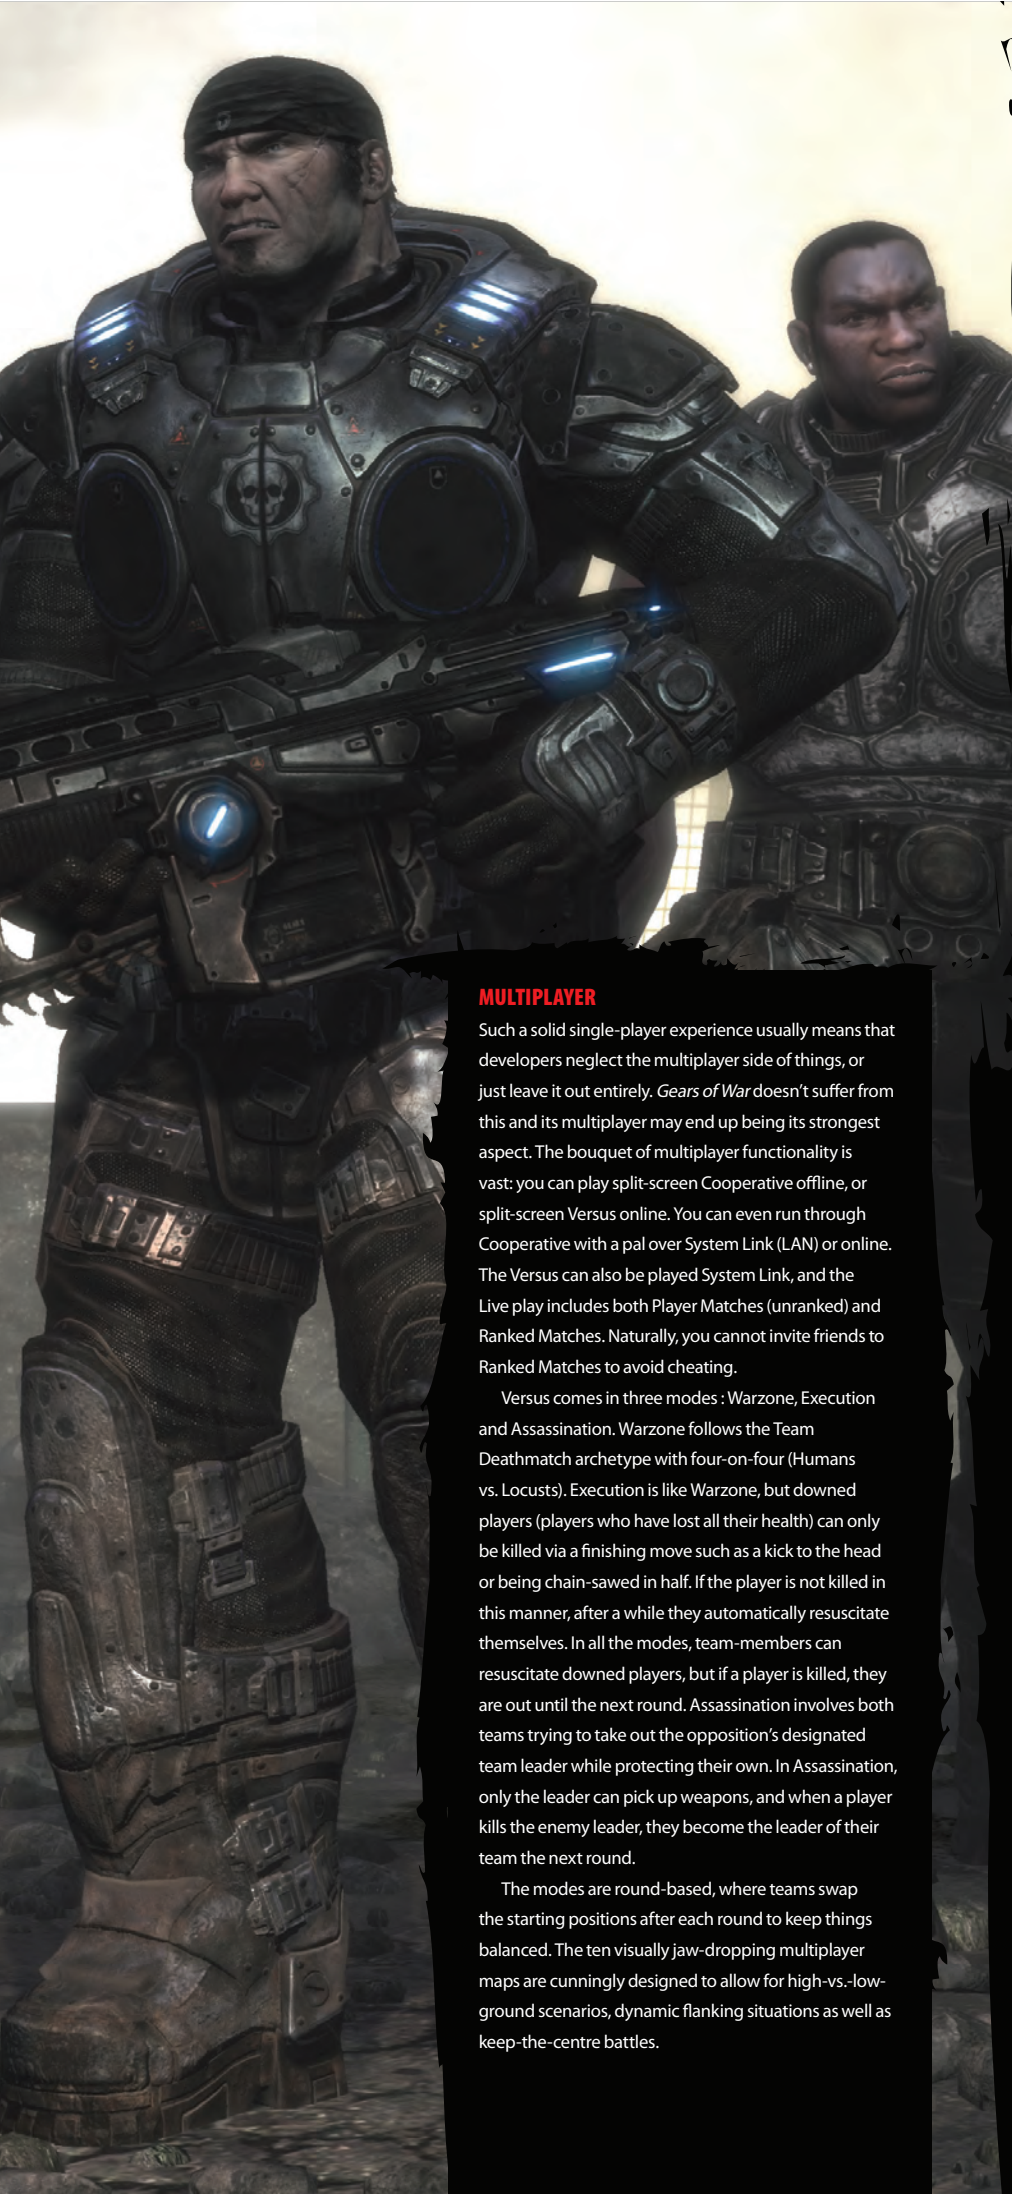 MULTIPLAYER
Such a solid single-player experience usually means that
developers neglect the multiplayer side of things, or
just leave it out entirely. Gears of War doesn't suffer from
this and its multiplayer may end up being its strongest
aspect. The bouquet of multiplayer functionality is
vast: you can play split-screen Cooperative offline, or
split-screen Versus online. You can even run through
Cooperative with a pal over System Link (LAN) or online.
The Versus can also be played System Link, and the
Live play includes both Player Matches (unranked) and
Ranked Matches. Naturally, you cannot invite friends to
Ranked Matches to avoid cheating.
Versus comes in three modes : Warzone, Execution
and Assassination. Warzone follows the Team
Deathmatch archetype with four-on-four (Humans
vs. Locusts). Execution is like Warzone, but downed
players (players who have lost all their health) can only
be killed via a finishing move such as a kick to the head
or being chain-sawed in half. If the player is not killed in
this manner, after a while they automatically resuscitate
themselves. In all the modes, team-members can
resuscitate downed players, but if a player is killed, they
are out until the next round. Assassination involves both
teams trying to take out the opposition's designated
team leader while protecting their own. In Assassination,
only the leader can pick up weapons, and when a player
kills the enemy leader, they become the leader of their
team the next round.
The modes are round-based, where teams swap
the starting positions after each round to keep things
balanced. The ten visually jaw-dropping multiplayer
maps are cunningly designed to allow for high-vs.-low-
ground scenarios, dynamic flanking situations as well as
keep-the-centre battles.